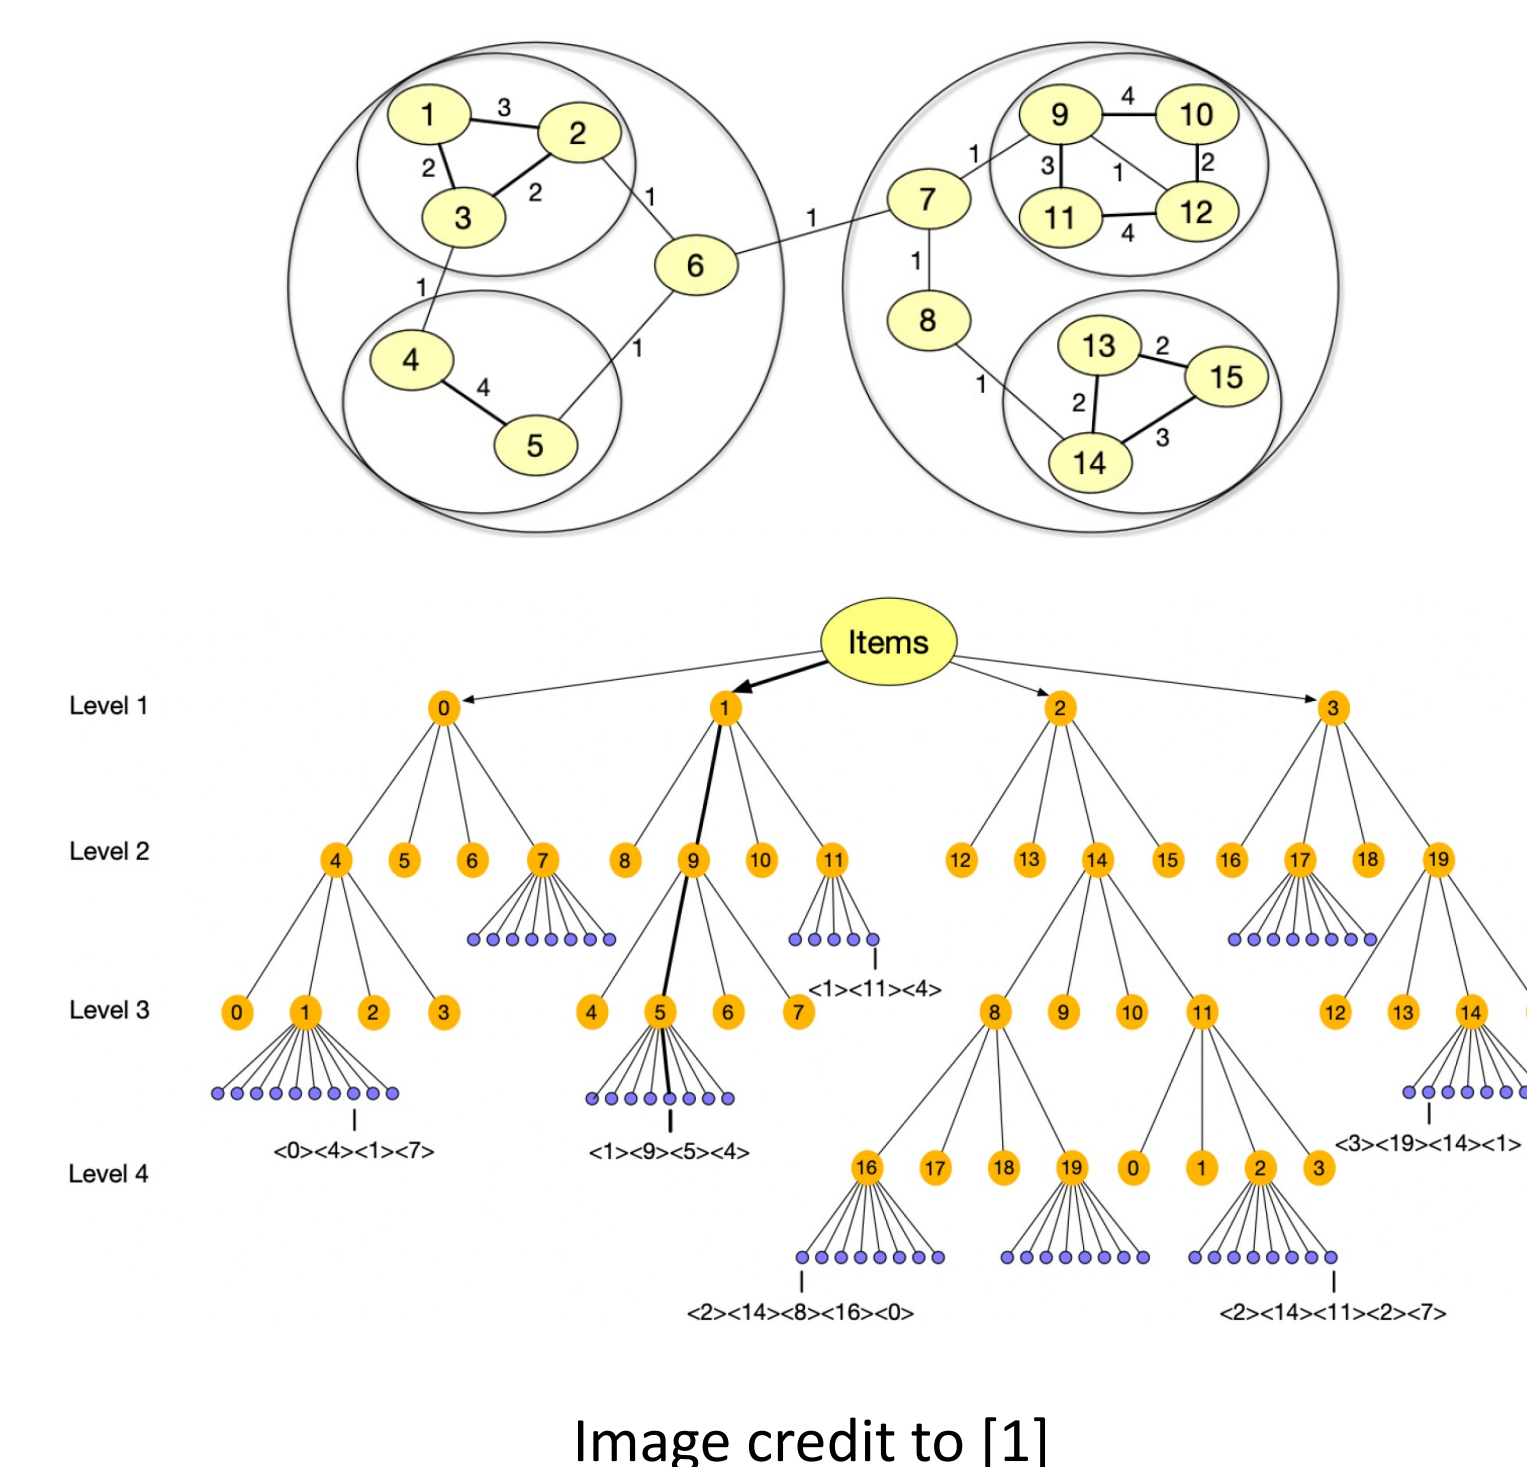 1 3 2 9 4 10
2 2 3 1 2
3 1 1 7 11 4 12
1 6 1
1 8
4 4 1 1 13 2 15
5 2 3
14
Items
Level 1 0 1 2 3
Level 2 4 5 6 7 8 9 10 11 12 13 14 15 16 17 18 19
<1><11><4>
Level 3 0 1 2 3 4 5 6 7 8 9 10 11 12 13 14
<0><4><1><7> <1><9><5><4> <3><19><14><1>
Level 4 16 17 18 19 0 1 2 3
<2><14><8><16><0> <2><14><11><2><7>
Image credit to [1]